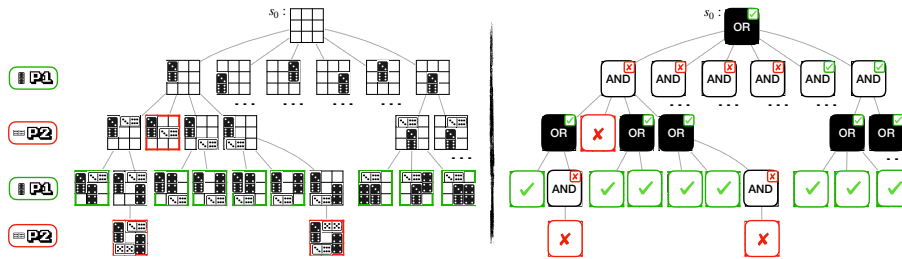 s₀ :
s₀ :
OR
P1
AND AND AND AND AND AND
... ... ... ... ... ...
P2
OR OR OR OR OR
... ...
P1
AND AND
P2